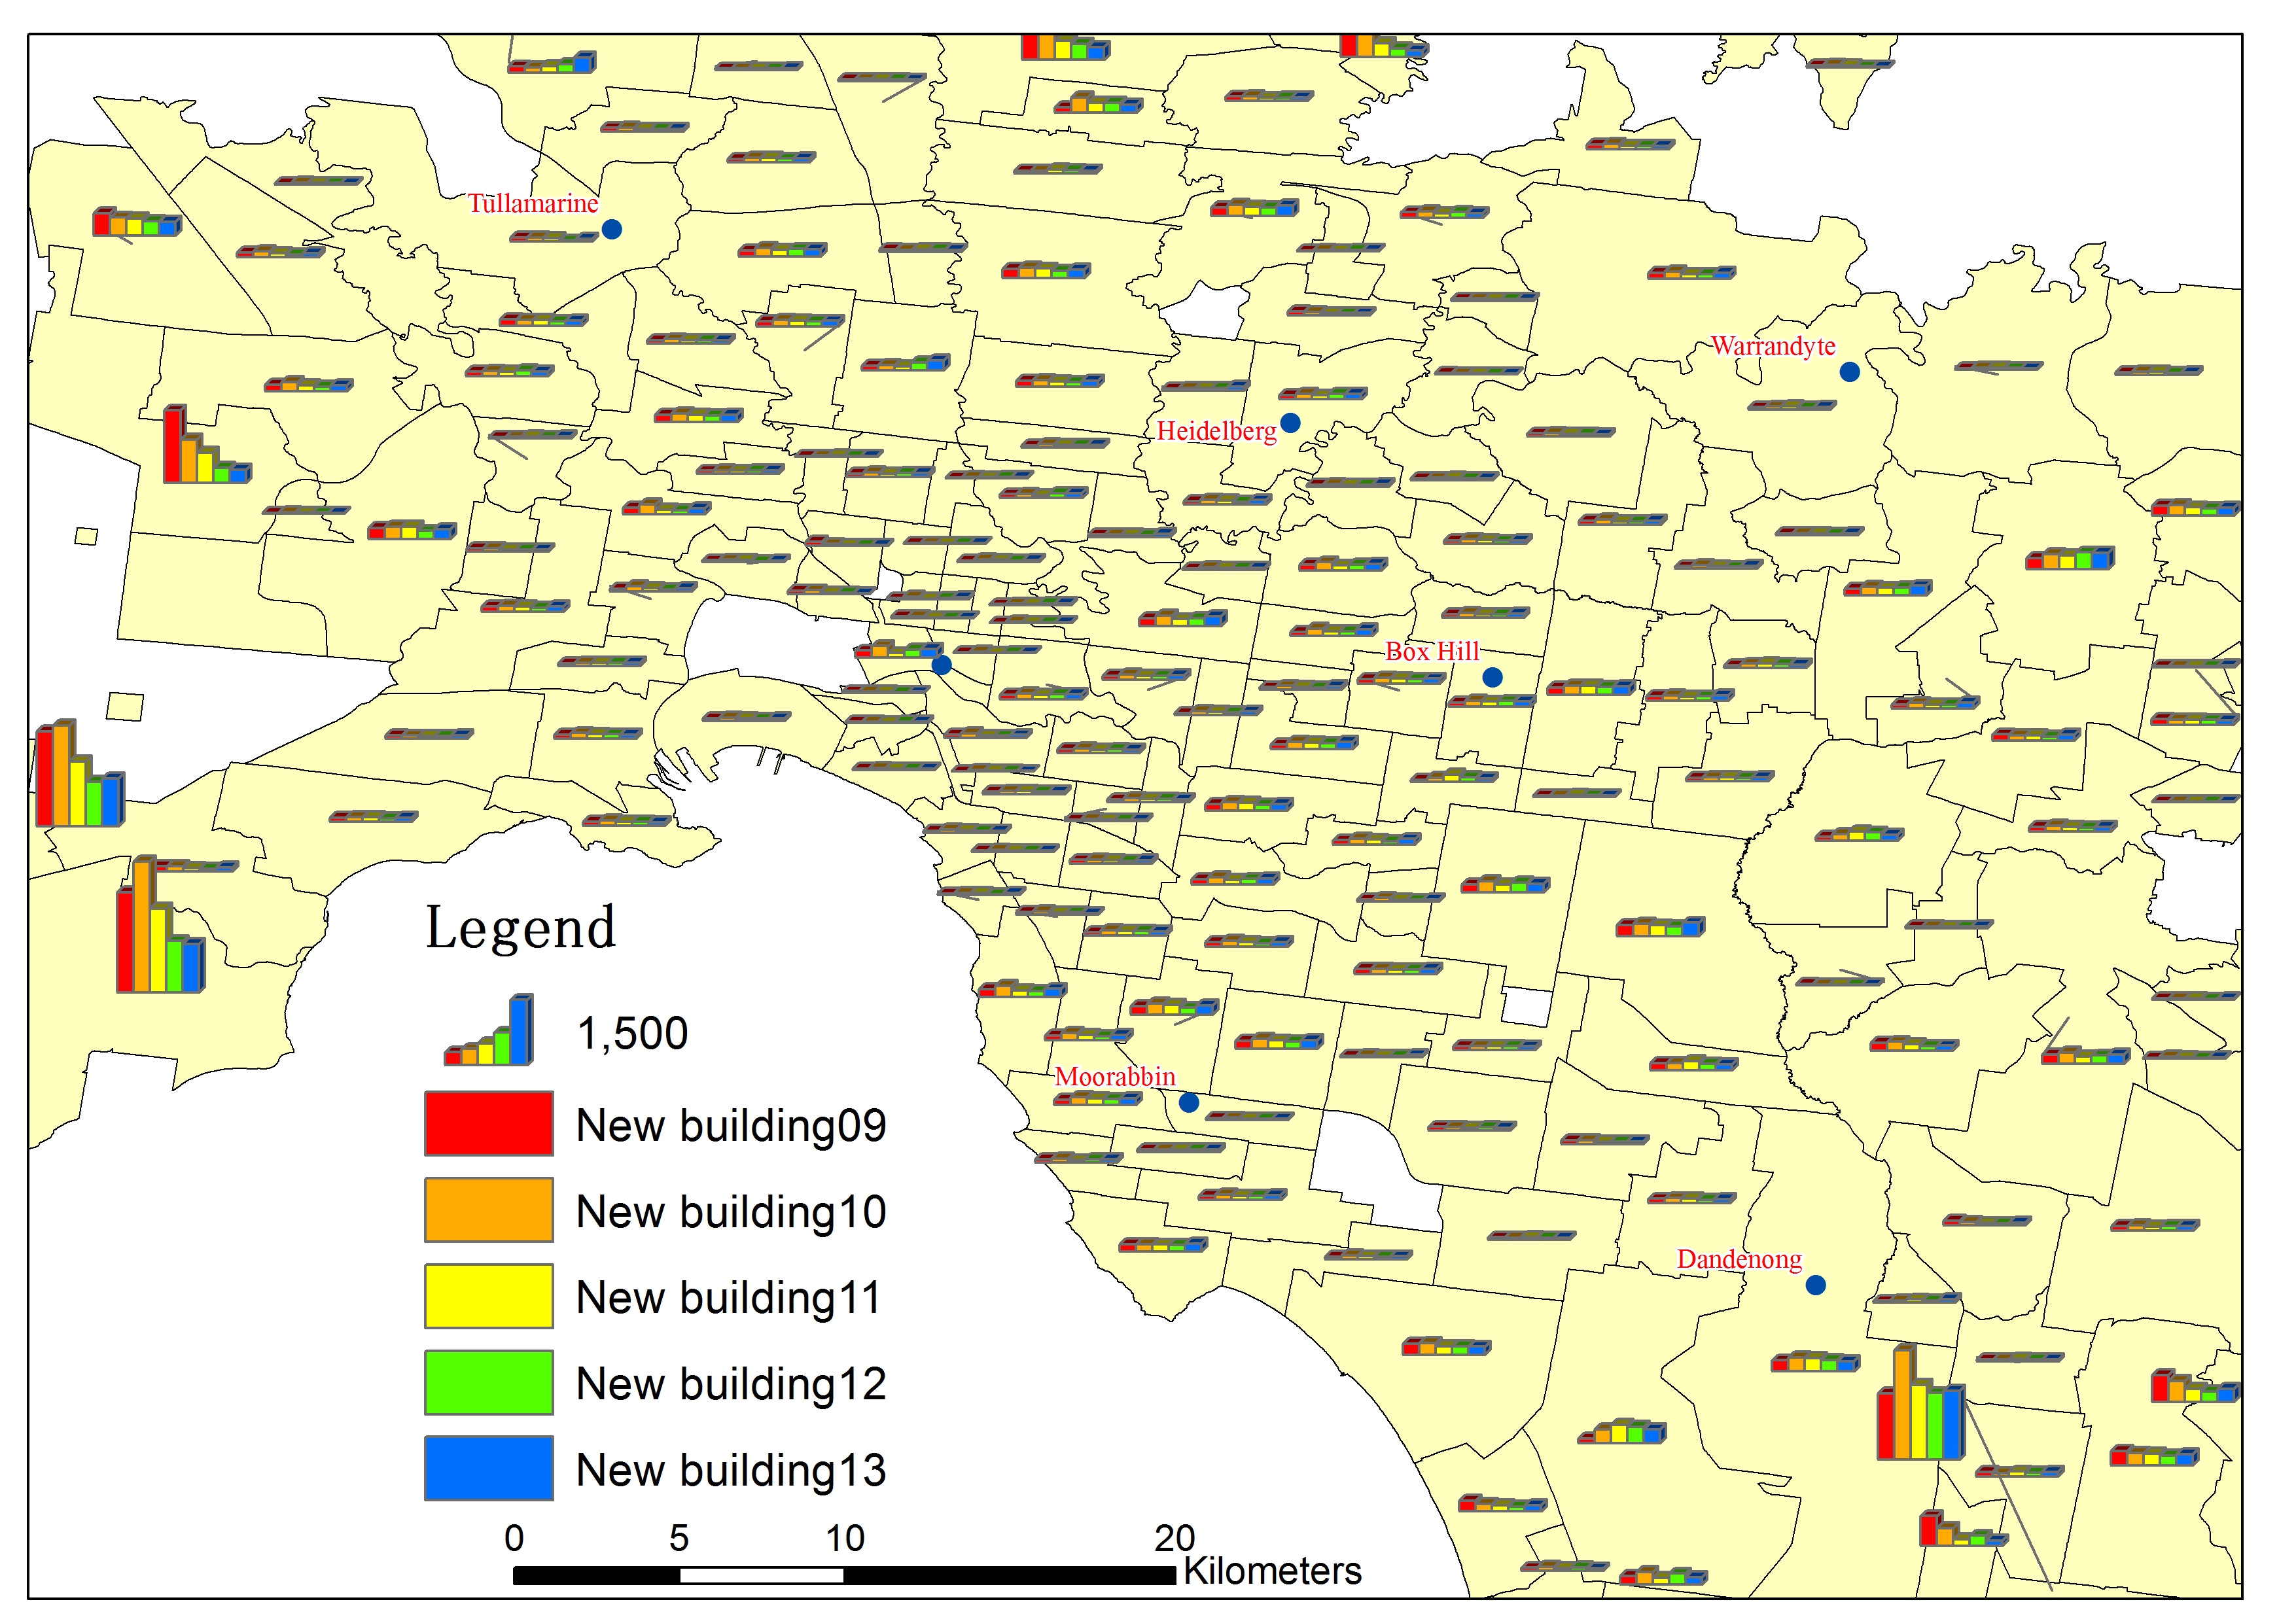 Tullamarine
Warrandyte
Heidelberg
Box Hill
Legend
1,500
Moorabbin
New building09
New building10
Dandenong
New building11
New building12
New building13
0 5 10 20
Kilometers